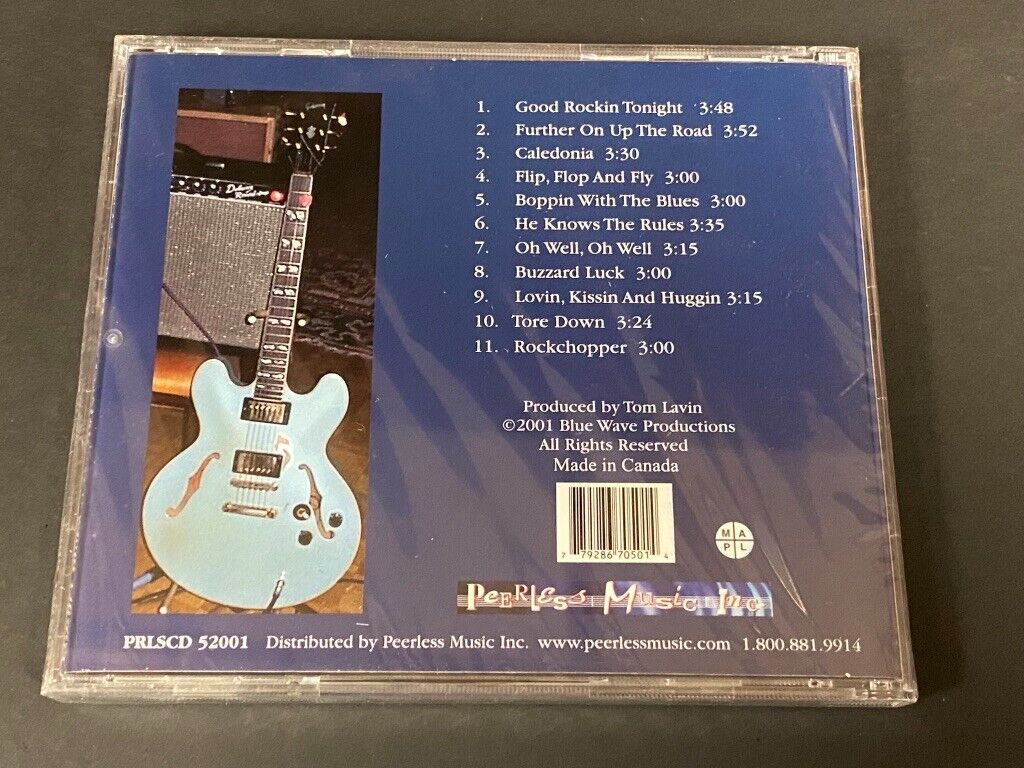 1. Good Rockin Tonight 3:48
2. Further On Up The Road 3:52
3. Caledonia 3:30
4. Flip, Flop And Fly 3:00
5. Boppin With The Blues 3:00
6. He Knows The Rules 3:35
7. Oh Well, Oh Well 3:15
8. Buzzard Luck 3:00
9. Lovin, Kissin And Huggin 3:15
10. Tore Down 3:24
11. Rockchopper 3:00
Produced by Tom Lavin
©2001 Blue Wave Productions
All Rights Reserved
Made in Canada
7 79286 70501 4
M A
P L
Peerless Music Inc.
PRLSCD 52001 Distributed by Peerless Music Inc. www.peerlessmusic.com 1.800.881.9914